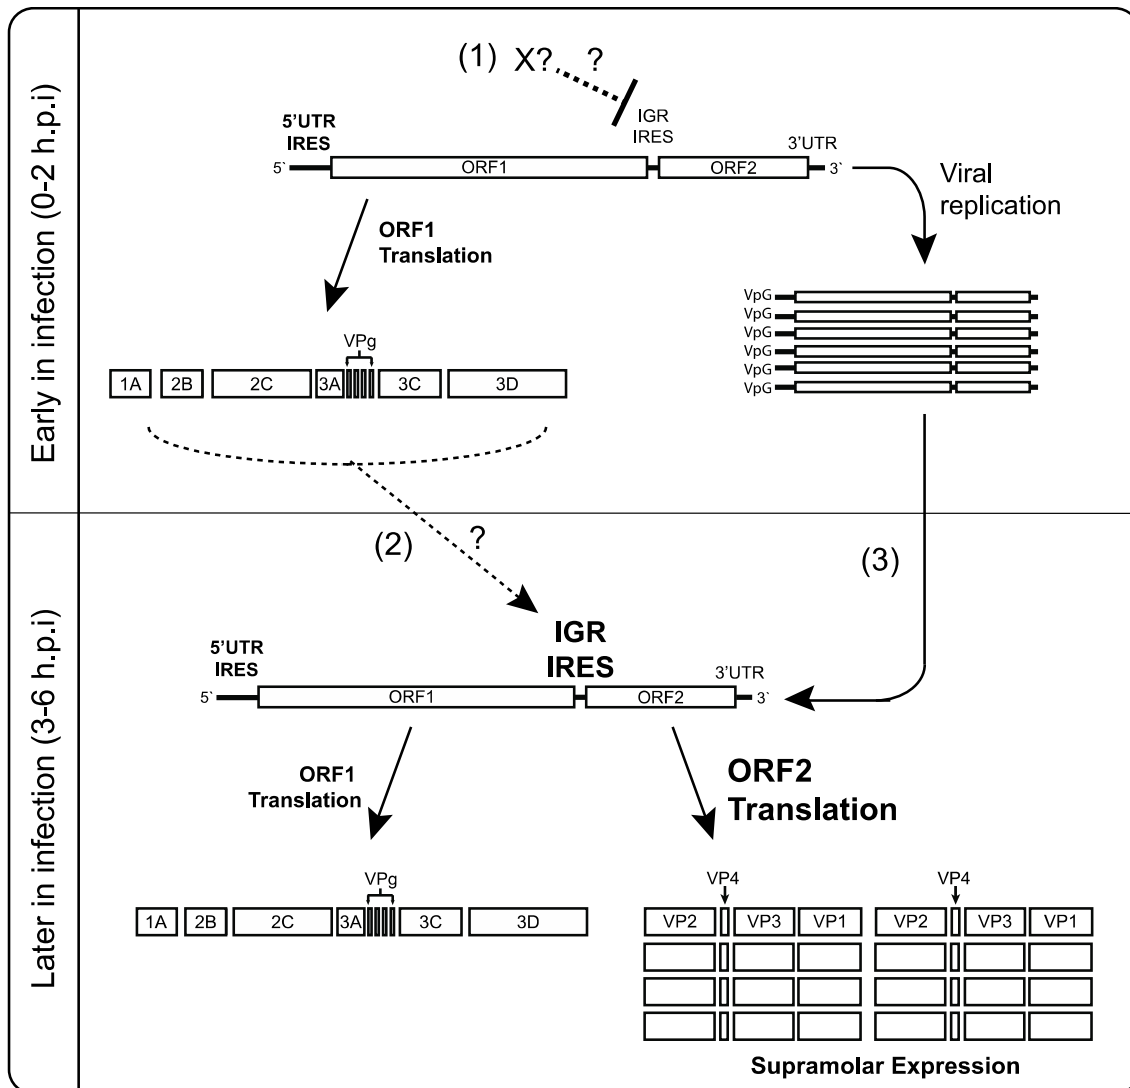 Early in infection (0-2 h.p.i)
(1) X? ?
IGR
IRES
5'UTR
IRES
3'UTR
5` ORF1 ORF2 3`
Viral
replication
ORF1
Translation
VpG
VpG
VpG
VpG
VpG
VpG
VPg
1A 2B 2C 3A 3C 3D
(2) ? (3)
Later in infection (3-6 h.p.i)
IGR
IRES
5'UTR
IRES
3'UTR
5` ORF1 ORF2 3`
ORF1
Translation
ORF2
Translation
VPg
1A 2B 2C 3A 3C 3D
VP4 VP4
VP2 VP3 VP1 VP2 VP3 VP1
Supramolar Expression